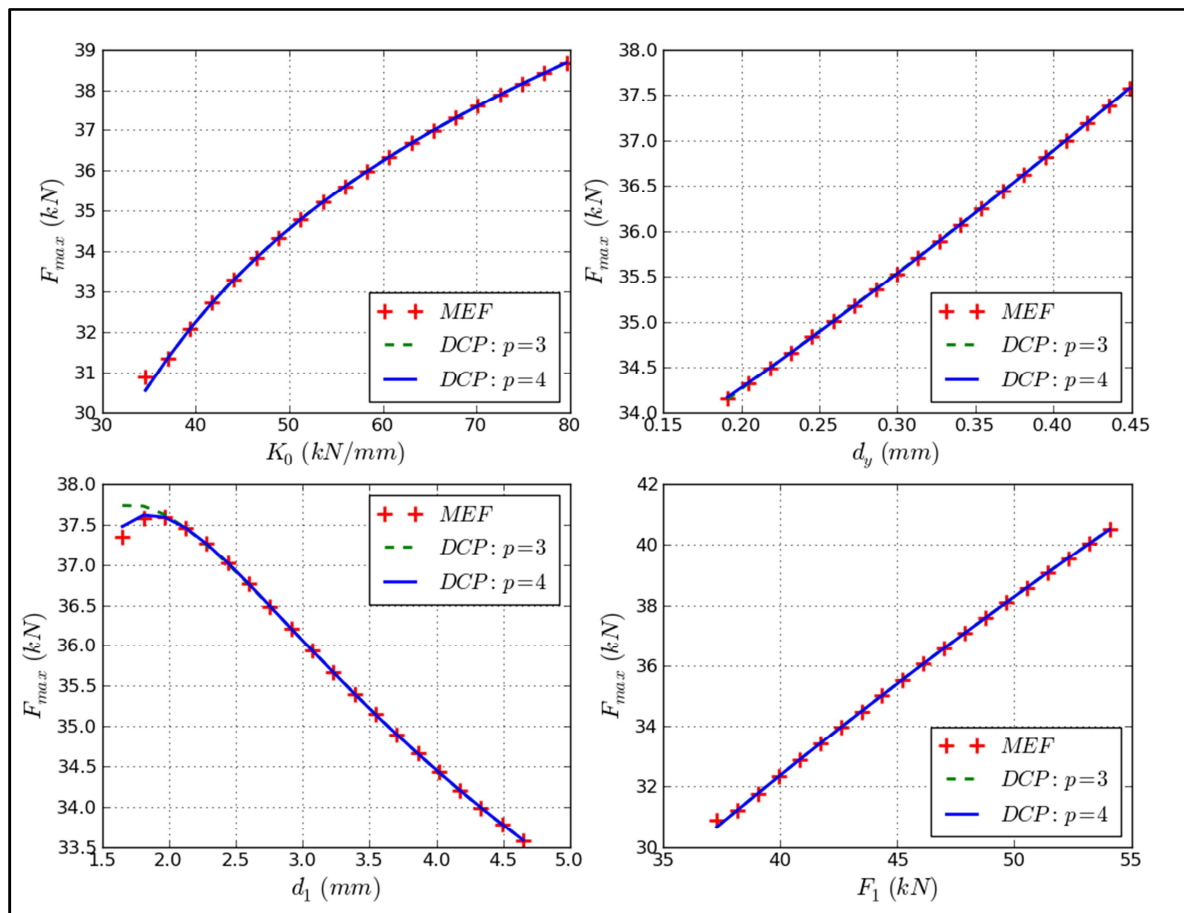 39
38
37
36
35
34
33
32
31
30
F_max (kN)
30 40 50 60 70 80
K_0 (kN/mm)
MEF
DCP: p=3
DCP: p=4
38.0
37.5
37.0
36.5
36.0
35.5
35.0
34.5
34.0
F_max (kN)
0.15 0.20 0.25 0.30 0.35 0.40 0.45
d_y (mm)
MEF
DCP: p=3
DCP: p=4
38.0
37.5
37.0
36.5
36.0
35.5
35.0
34.5
34.0
33.5
F_max (kN)
1.5 2.0 2.5 3.0 3.5 4.0 4.5 5.0
d_1 (mm)
MEF
DCP: p=3
DCP: p=4
42
40
38
36
34
32
30
F_max (kN)
35 40 45 50 55
F_1 (kN)
MEF
DCP: p=3
DCP: p=4